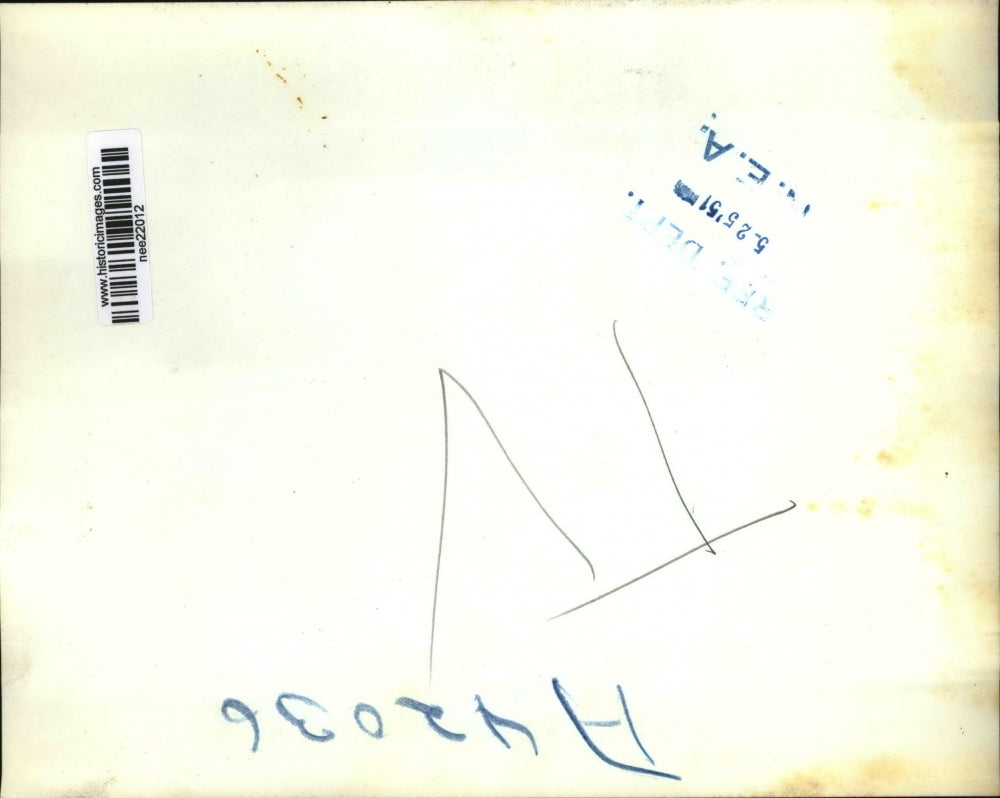 www.historicimages.com
nee22012
N.E.A.
5-25'51
REF. DEPT.
A42036